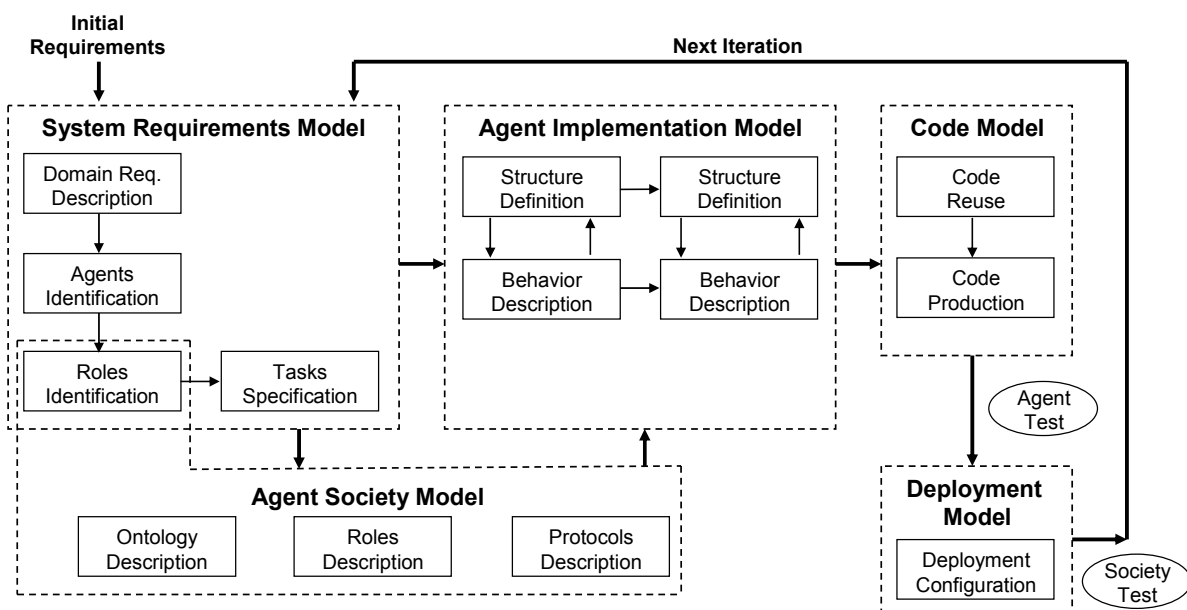 Initial
Requirements
Next Iteration
System Requirements Model
Domain Req.
Description
Agents
Identification
Roles
Identification
Tasks
Specification
Agent Implementation Model
Structure
Definition
Structure
Definition
Behavior
Description
Behavior
Description
Code Model
Code
Reuse
Code
Production
Agent
Test
Agent Society Model
Ontology
Description
Roles
Description
Protocols
Description
Deployment
Model
Deployment
Configuration
Society
Test